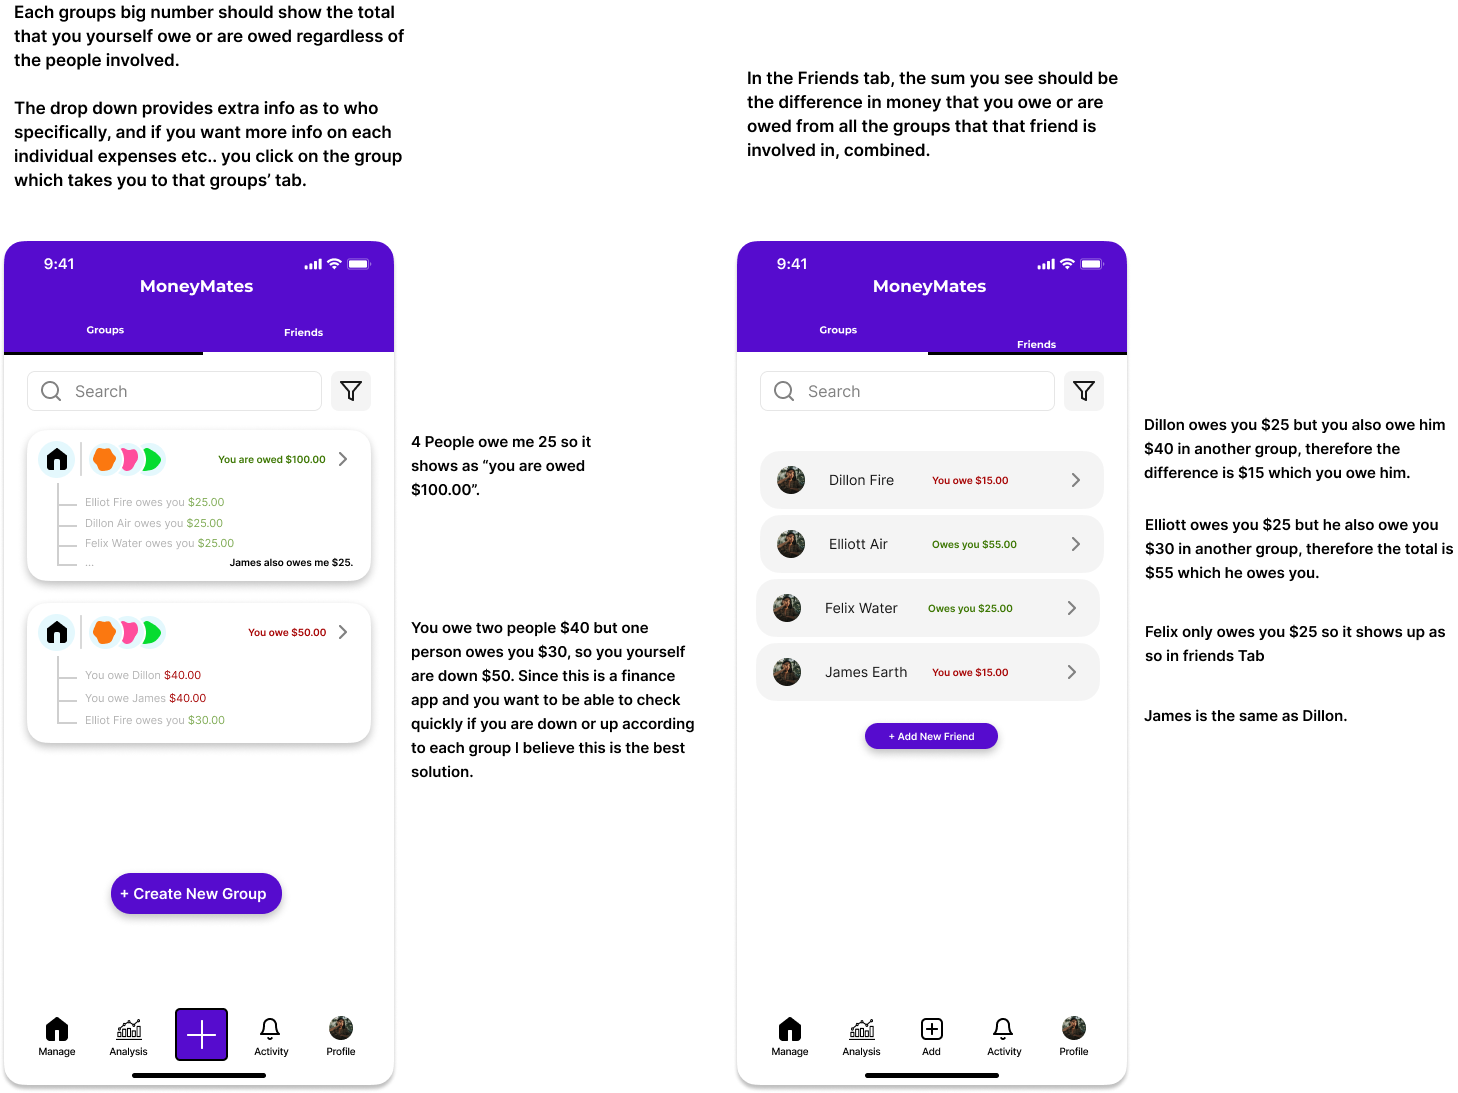 Each groups big number should show the total
that you yourself owe or are owed regardless of
the people involved.
The drop down provides extra info as to who
specifically, and if you want more info on each
individual expenses etc.. you click on the group
which takes you to that groups’ tab.
In the Friends tab, the sum you see should be
the difference in money that you owe or are
owed from all the groups that that friend is
involved in, combined.
9:41
MoneyMates
Groups
Friends
Search
You are owed $100.00
Elliot Fire owes you $25.00
Dillon Air owes you $25.00
Felix Water owes you $25.00
...
James also owes me $25.
You owe $50.00
You owe Dillon $40.00
You owe James $40.00
Elliot Fire owes you $30.00
+ Create New Group
Manage
Analysis
Activity
Profile
4 People owe me 25 so it
shows as “you are owed
$100.00”.
You owe two people $40 but one
person owes you $30, so you yourself
are down $50. Since this is a finance
app and you want to be able to check
quickly if you are down or up according
to each group I believe this is the best
solution.
9:41
MoneyMates
Groups
Friends
Search
Dillon Fire
You owe $15.00
Elliott Air
Owes you $55.00
Felix Water
Owes you $25.00
James Earth
You owe $15.00
+ Add New Friend
Manage
Analysis
Add
Activity
Profile
Dillon owes you $25 but you also owe him
$40 in another group, therefore the
difference is $15 which you owe him.
Elliott owes you $25 but he also owe you
$30 in another group, therefore the total is
$55 which he owes you.
Felix only owes you $25 so it shows up as
so in friends Tab
James is the same as Dillon.